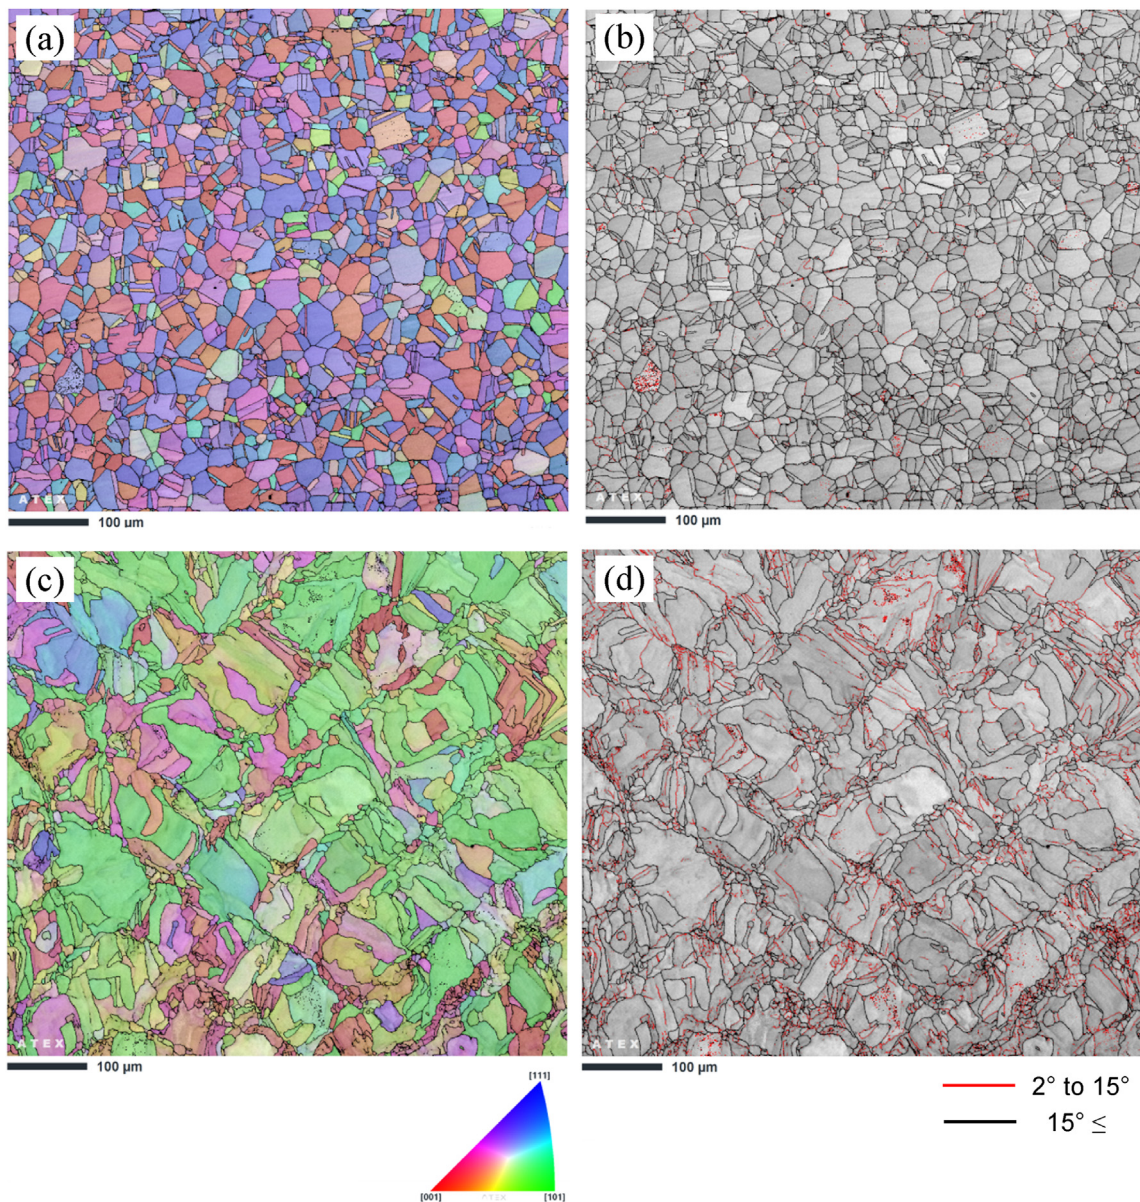 (a)
(b)
ATEX
ATEX
100 µm
100 µm
(c)
(d)
ATEX
ATEX
100 µm
100 µm
[111]
[001]
ATEX
[101]
2° to 15°
15° ≤